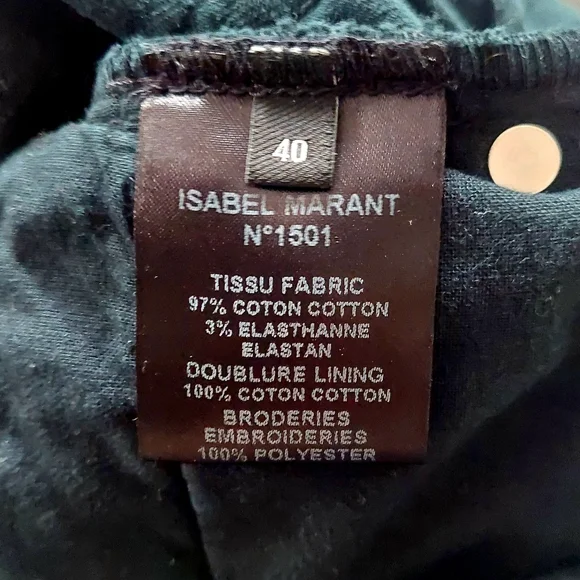 40
ISABEL MARANT
N°1501
TISSU FABRIC
97% COTON COTTON
3% ELASTHANNE
ELASTAN
DOUBLURE LINING
100% COTON COTTON
BRODERIES
EMBROIDERIES
100% POLYESTER